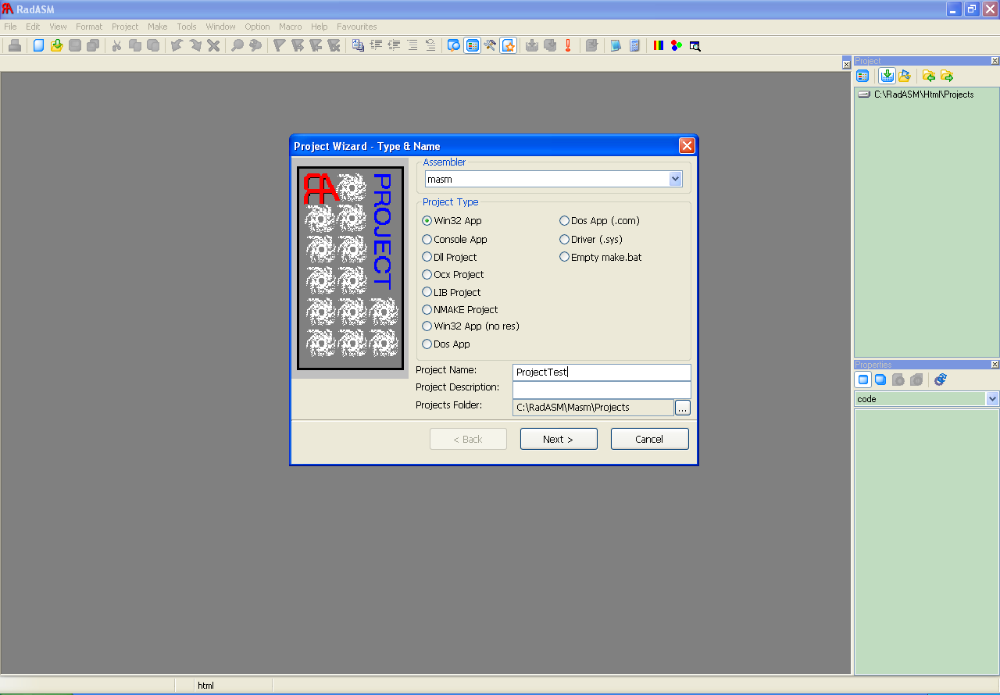 RadASM
File Edit View Format Project Make Tools Window Option Macro Help Favourites
Project
C:\RadASM\Html\Projects
Project Wizard - Type & Name
RA
PROJECT
Assembler
masm
Project Type
Win32 App
Dos App (.com)
Console App
Driver (.sys)
Dll Project
Empty make.bat
Ocx Project
LIB Project
NMAKE Project
Win32 App (no res)
Dos App
Project Name: ProjectTest
Project Description:
Projects Folder: C:\RadASM\Masm\Projects ...
< Back Next > Cancel
Properties
code
html